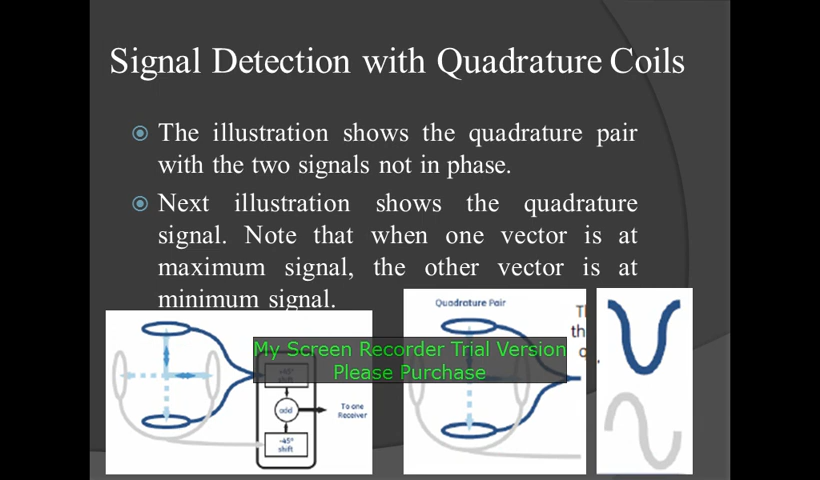 Signal Detection with Quadrature Coils
The illustration shows the quadrature pair
with the two signals not in phase.
Next illustration shows the quadrature
signal. Note that when one vector is at
maximum signal, the other vector is at
minimum signal.
Quadrature Pair
My Screen Recorder Trial Version
Please Purchase
add
To one
Receiver
-45°
shift